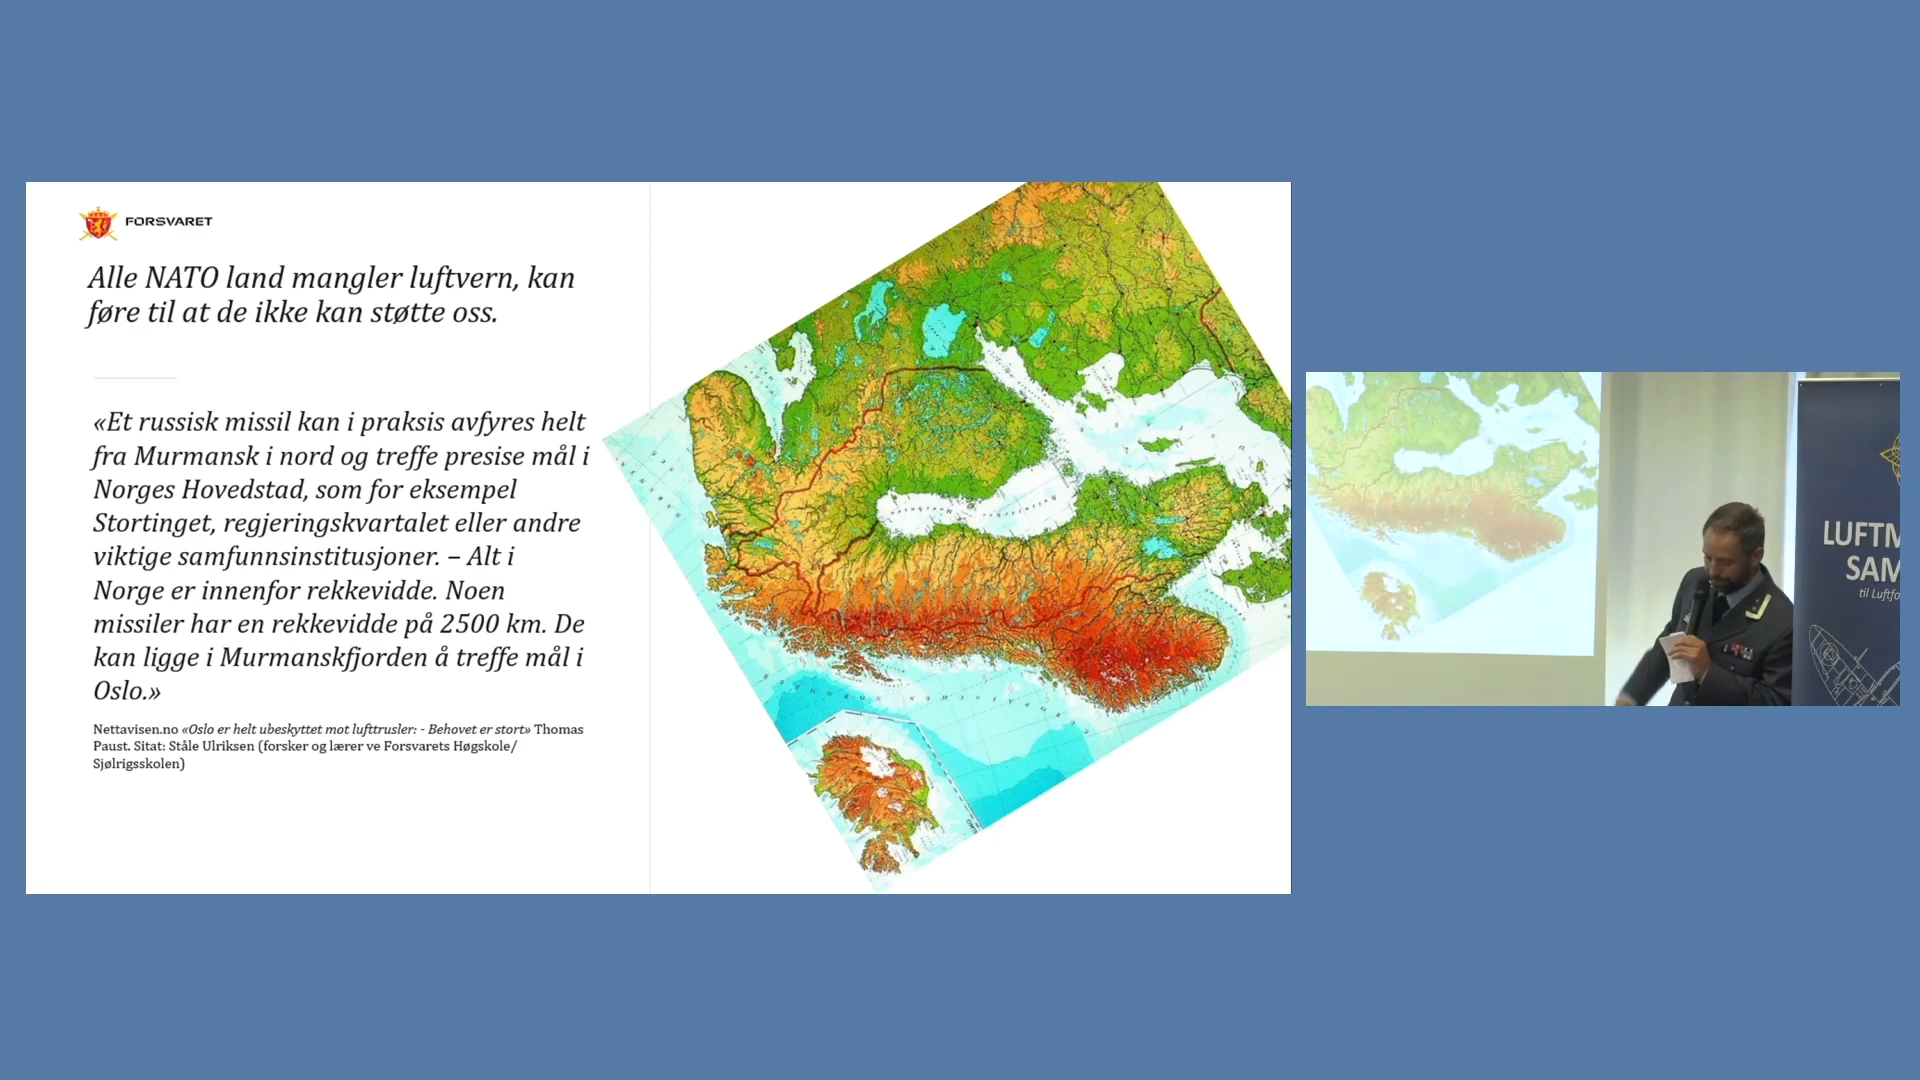 FORSVARET
Alle NATO land mangler luftvern, kan
føre til at de ikke kan støtte oss.
«Et russisk missil kan i praksis avfyres helt
fra Murmansk i nord og treffe presise mål i
Norges Hovedstad, som for eksempel
Stortinget, regjeringskvartalet eller andre
viktige samfunnsinstitusjoner. – Alt i
Norge er innenfor rekkevidde. Noen
missiler har en rekkevidde på 2500 km. De
kan ligge i Murmanskfjorden å treffe mål i
Oslo.»
Nettavisen.no «Oslo er helt ubeskyttet mot lufttrusler: - Behovet er stort» Thomas
Paust. Sitat: Ståle Ulriksen (forsker og lærer ve Forsvarets Høgskole/
Sjølrigsskolen)
LUFTM
SAM
til Luftfo